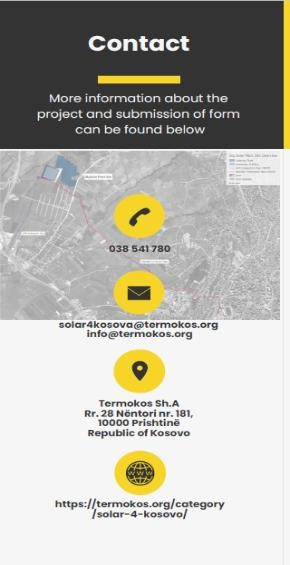 Contact
More information about the
project and submission of form
can be found below
038 541 780
solar4kosova@termokos.org
info@termokos.org
Termokos Sh.A
Rr. 28 Nëntori nr. 181,
10000 Prishtinë
Republic of Kosovo
https://termokos.org/category
/solar-4-kosovo/